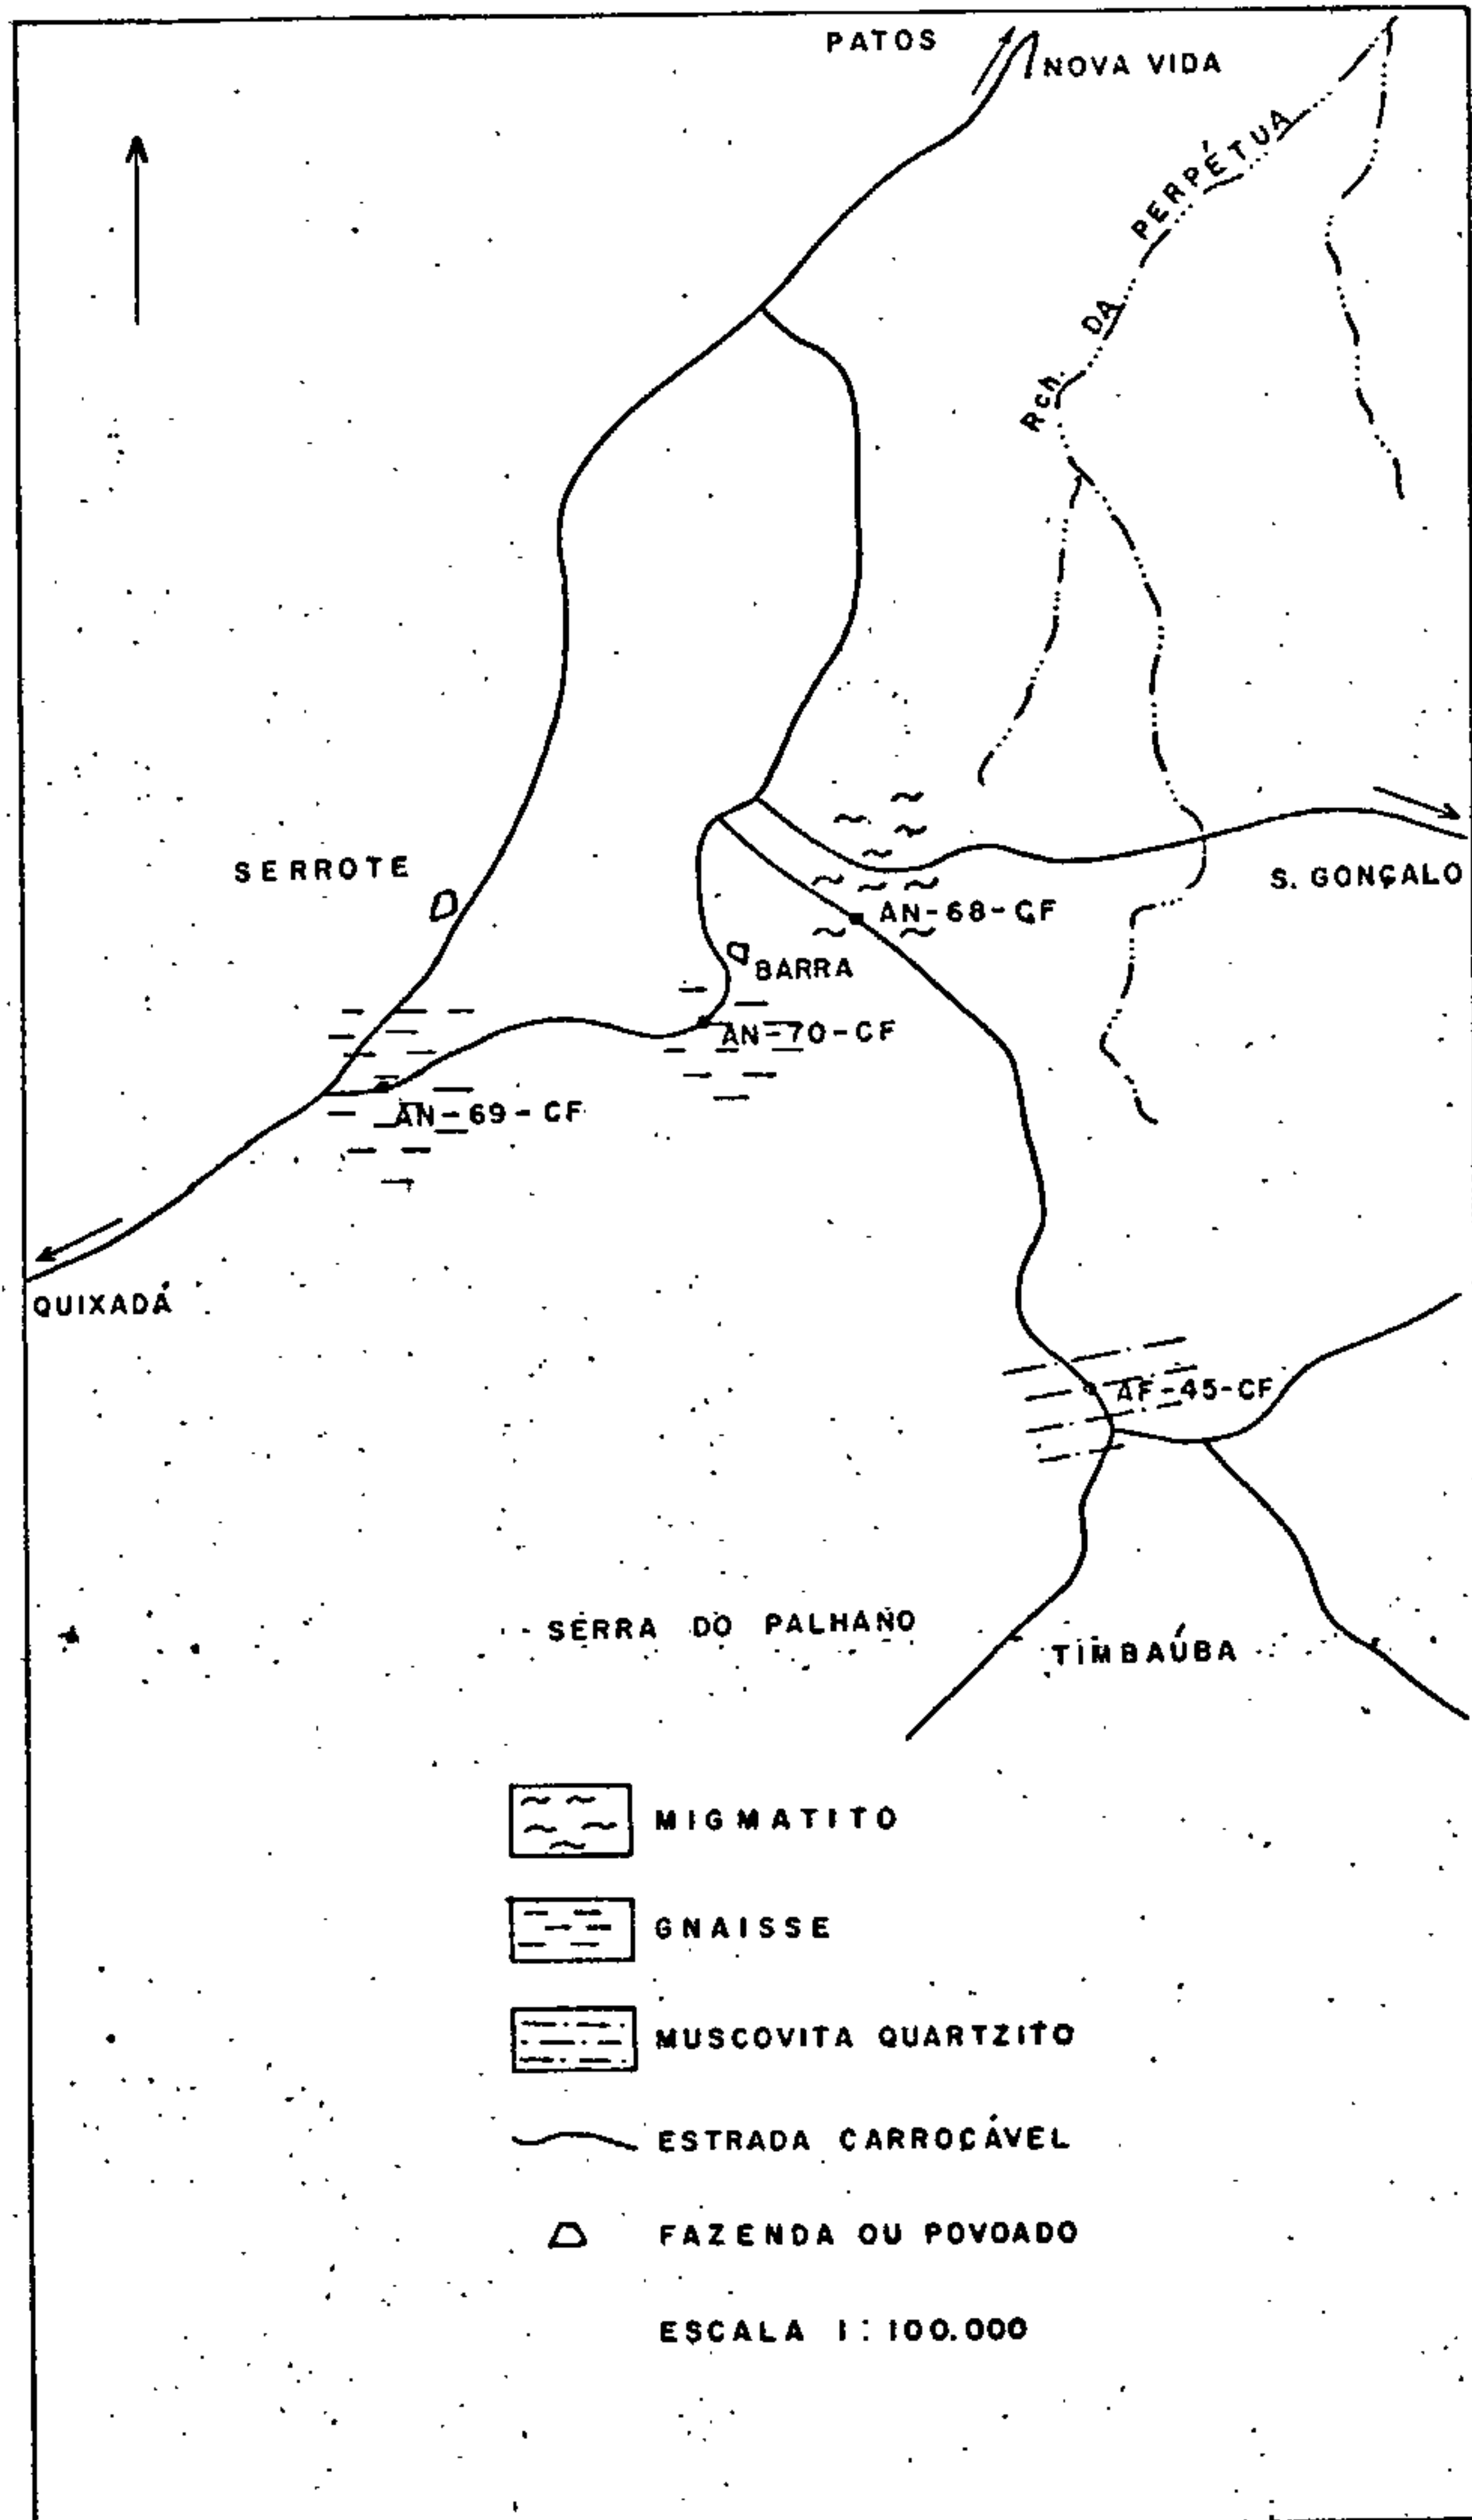 PATOS
NOVA VIDA
RCH. DA PERPÉTUA
SERROTE
S. GONÇALO
AN-68-CF
BARRA
AN-70-CF
AN-69-CF
QUIXADÁ
AF-45-CF
SERRA DO PALHANO
TIMBAÚBA
MIGMATITO
GNAISSE
MUSCOVITA QUARTZITO
ESTRADA CARROÇÁVEL
FAZENDA OU POVOADO
ESCALA 1:100.000